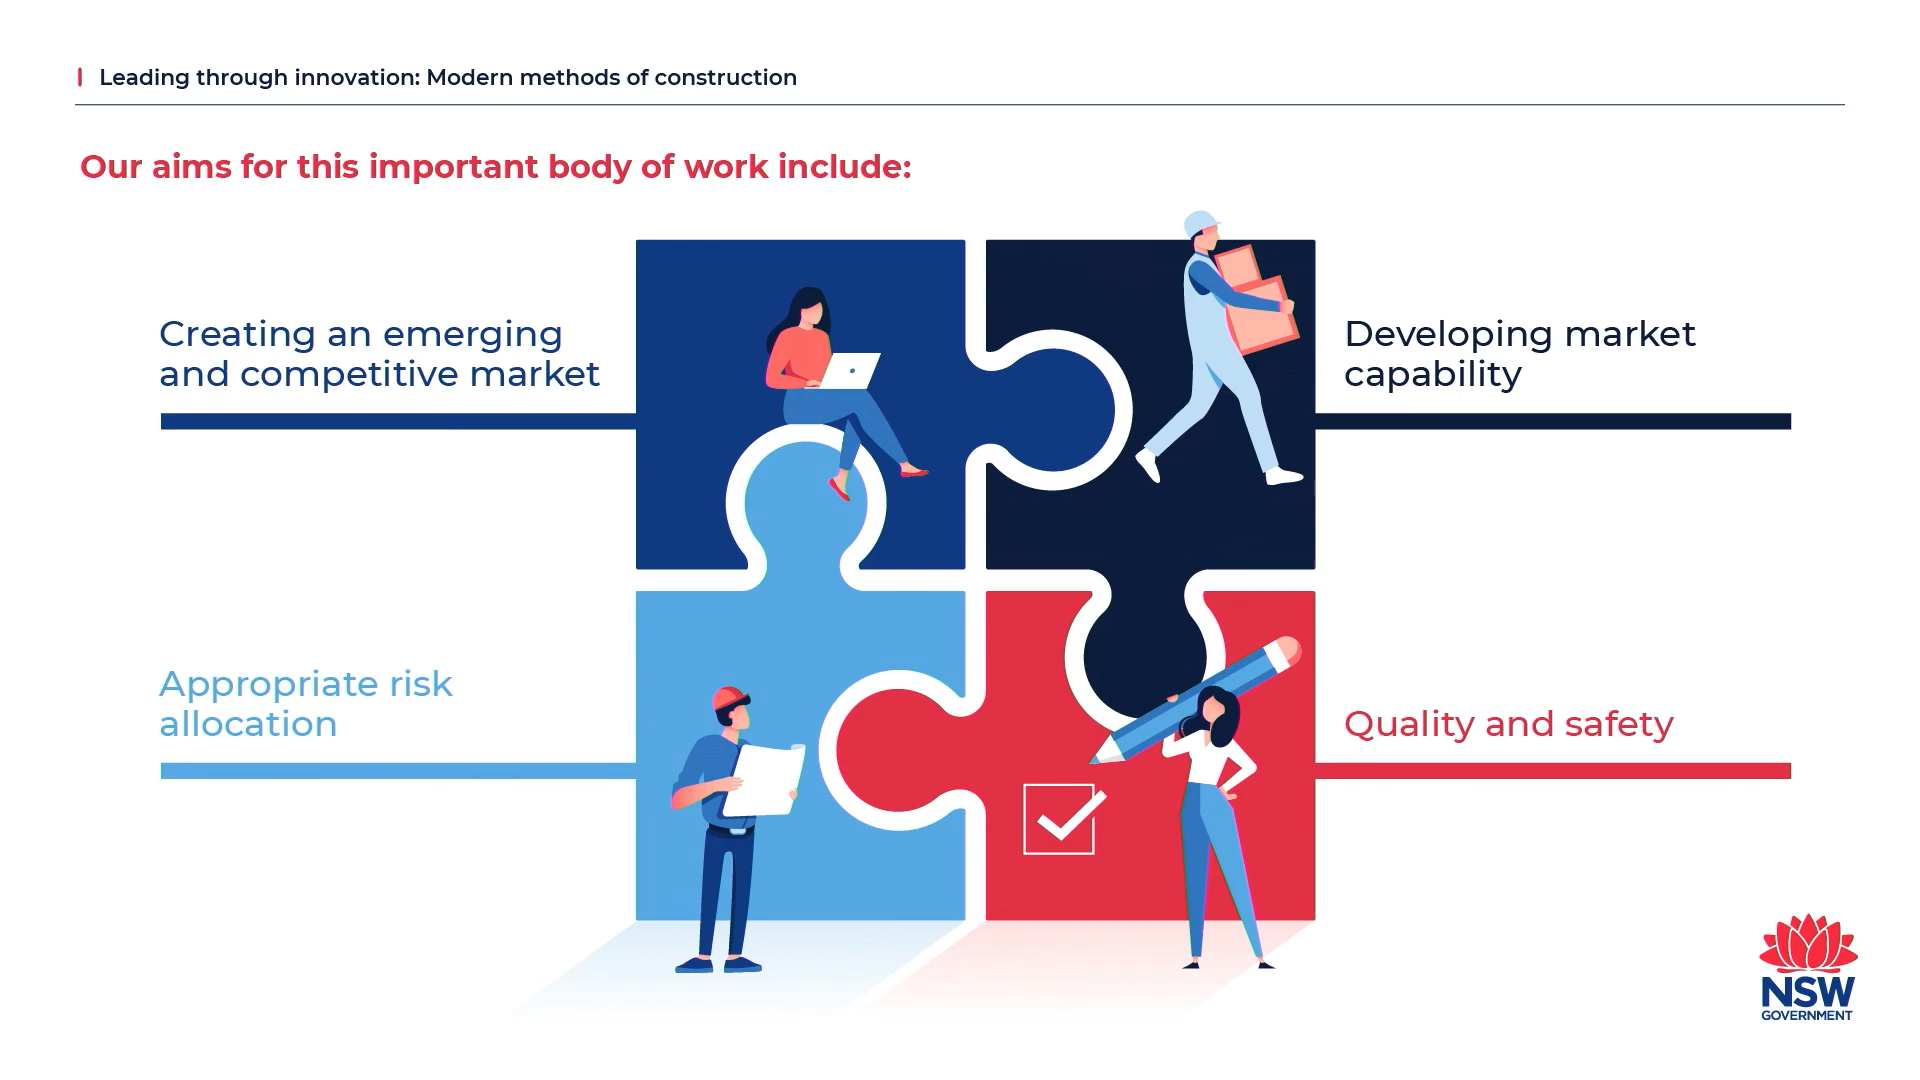 Leading through innovation: Modern methods of construction
Our aims for this important body of work include:
Creating an emerging
and competitive market
Developing market
capability
Appropriate risk
allocation
Quality and safety
NSW
GOVERNMENT